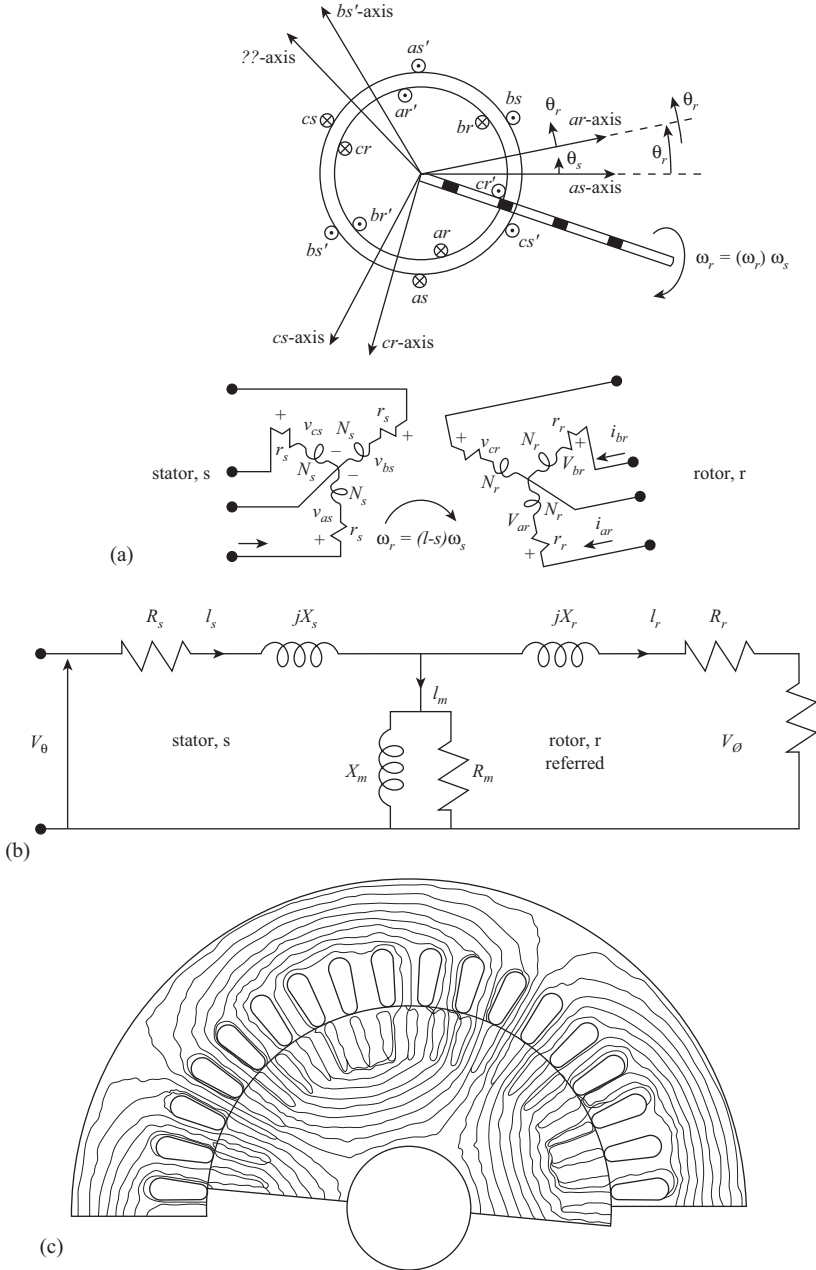 bs'-axis
??-axis
as'
bs
cs
ar'
br
θr
ar-axis
θr
θr
cr
θs
as-axis
cr'
br'
ar
bs'
cs'
as
ωr = (ωr) ωs
cs-axis
cr-axis
+
vcs
Ns
rs
+
rs
Ns
–
–
vbs
Ns
vas
+
rs
stator, s
ωr = (l-s)ωs
+
vcr
Nr
Nr
rr
+
Vbr
ibr
Nr
Var
rr
+
iar
rotor, r
(a)
Rs
ls
jXs
jXr
lr
Rr
lm
Vθ
stator, s
Xm
Rm
rotor, r
referred
VØ
(b)
(c)